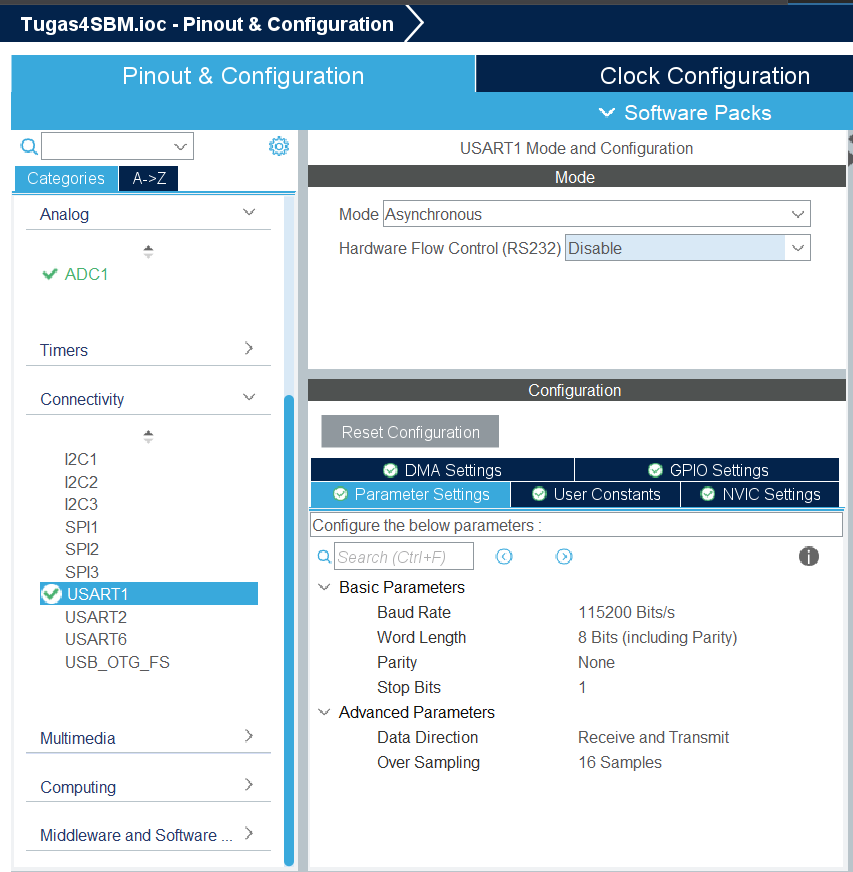 Tugas4SBM.ioc - Pinout & Configuration
Pinout & Configuration
Clock Configuration
Software Packs
Categories
A->Z
Analog
ADC1
Timers
Connectivity
I2C1
I2C2
I2C3
SPI1
SPI2
SPI3
USART1
USART2
USART6
USB_OTG_FS
Multimedia
Computing
Middleware and Software ...
USART1 Mode and Configuration
Mode
Mode Asynchronous
Hardware Flow Control (RS232) Disable
Configuration
Reset Configuration
DMA Settings
GPIO Settings
Parameter Settings
User Constants
NVIC Settings
Configure the below parameters :
Search (Ctrl+F)
Basic Parameters
Baud Rate 115200 Bits/s
Word Length 8 Bits (including Parity)
Parity None
Stop Bits 1
Advanced Parameters
Data Direction Receive and Transmit
Over Sampling 16 Samples